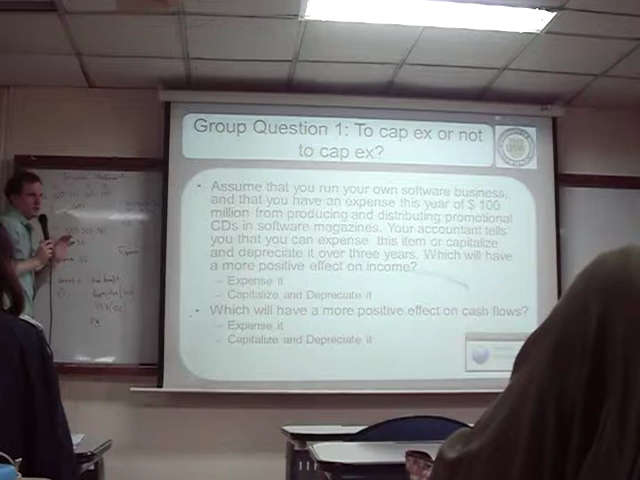 Group Question 1: To cap ex or not
to cap ex?
• Assume that you run your own software business,
and that you have an expense this year of $ 100
million from producing and distributing promotional
CDs in software magazines. Your accountant tells
you that you can expense this item or capitalize
and depreciate it over three years. Which will have
a more positive effect on income?
– Expense it
– Capitalize and Depreciate it
• Which will have a more positive effect on cash flows?
– Expense it
– Capitalize and Depreciate it